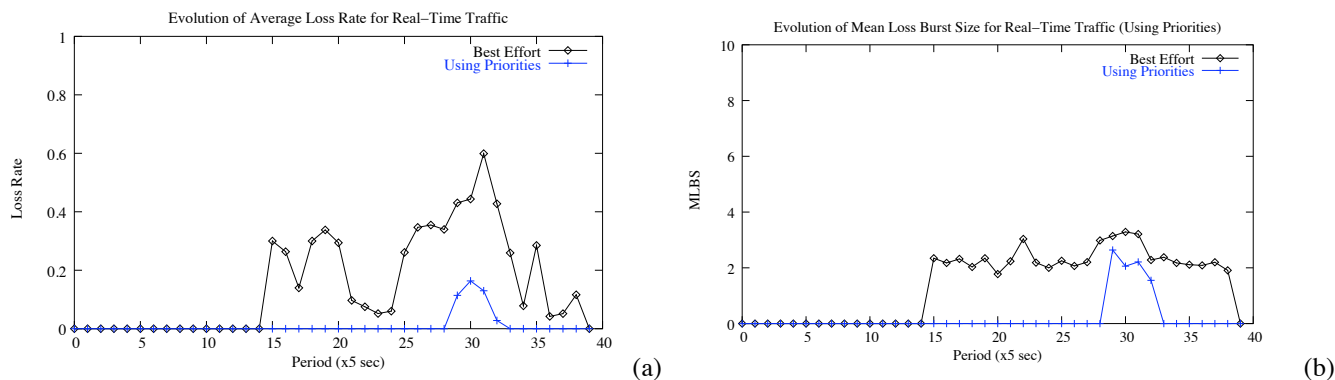 Evolution of Average Loss Rate for Real−Time Traffic
1
0.8
0.6
0.4
0.2
0
Loss Rate
Best Effort
Using Priorities
0 5 10 15 20 25 30 35 40
Period (x5 sec)
(a)
Evolution of Mean Loss Burst Size for Real−Time Traffic (Using Priorities)
10
8
6
4
2
0
MLBS
Best Effort
Using Priorities
0 5 10 15 20 25 30 35 40
Period (x5 sec)
(b)